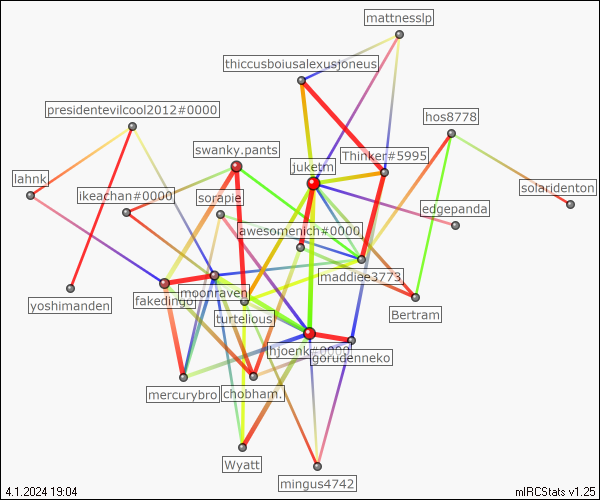 mattnesslp
thiccusboiusalexusjoneus
presidentevilcool2012#0000
hos8778
swanky.pants
Thinker#5995
juketm
lahnk
solaridenton
ikeachan#0000
sorapie
edgepanda
awesomenich#0000
maddiee3773
fakedingo
moonraven
yoshimanden
Bertram
turtelious
hjoenk#0000
gorudenneko
mercurybro
chobham.
Wyatt
mingus4742
4.1.2024 19:04
mIRCStats v1.25